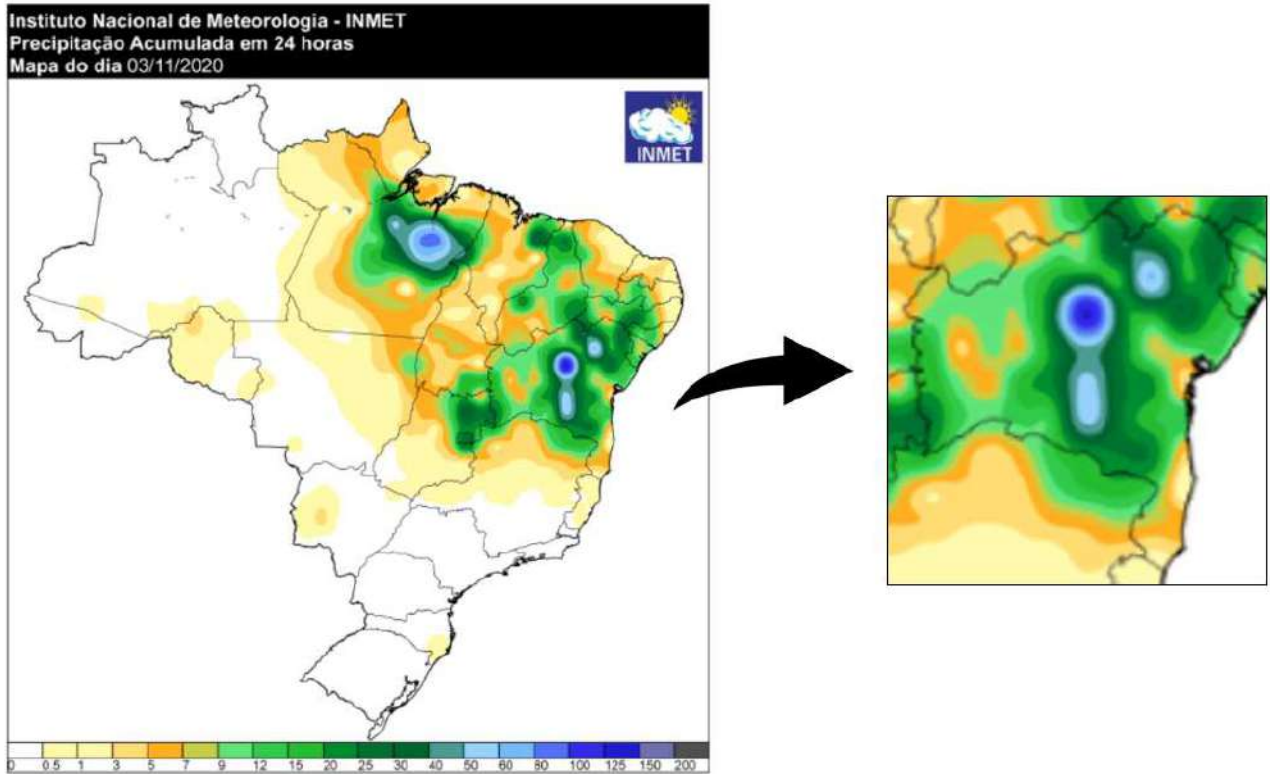 Instituto Nacional de Meteorologia - INMET
Precipitação Acumulada em 24 horas
Mapa do dia 03/11/2020
INMET
0 0.5 1 3 5 7 9 12 15 20 25 30 40 50 60 80 100 125 150 200